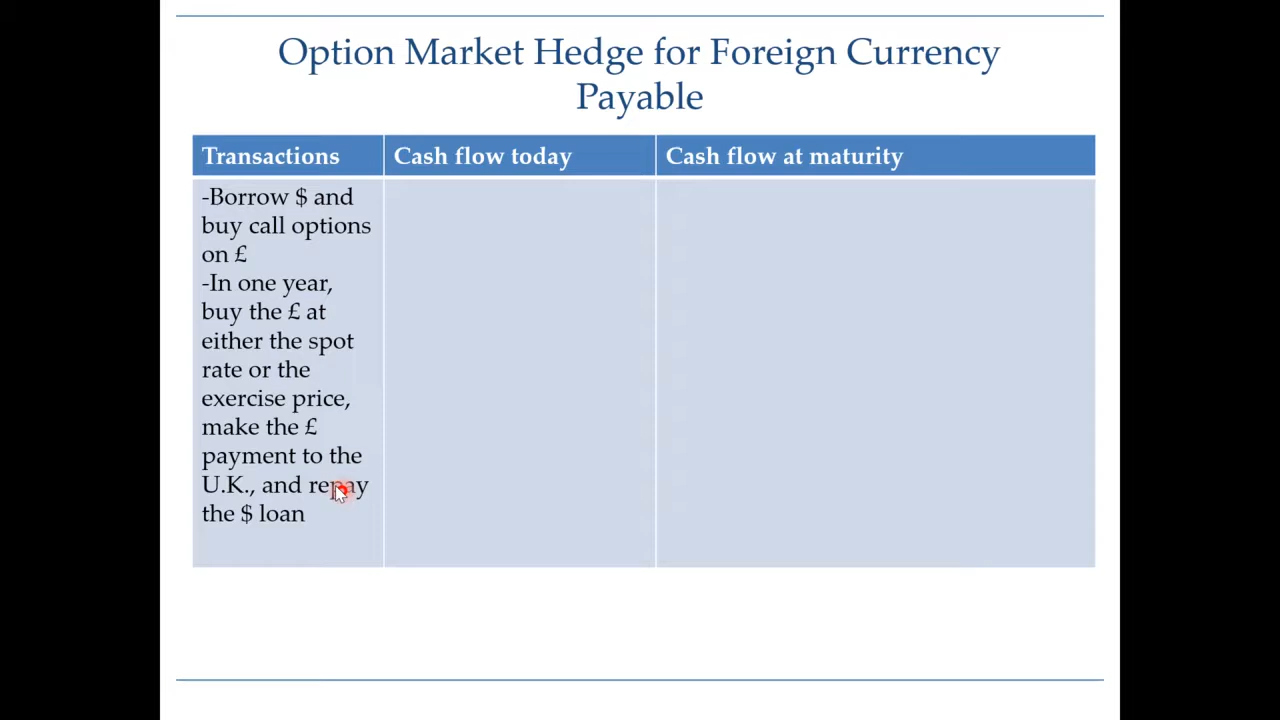 Option Market Hedge for Foreign Currency
Payable
Transactions
Cash flow today
Cash flow at maturity
-Borrow $ and
buy call options
on £
-In one year,
buy the £ at
either the spot
rate or the
exercise price,
make the £
payment to the
U.K., and repay
the $ loan